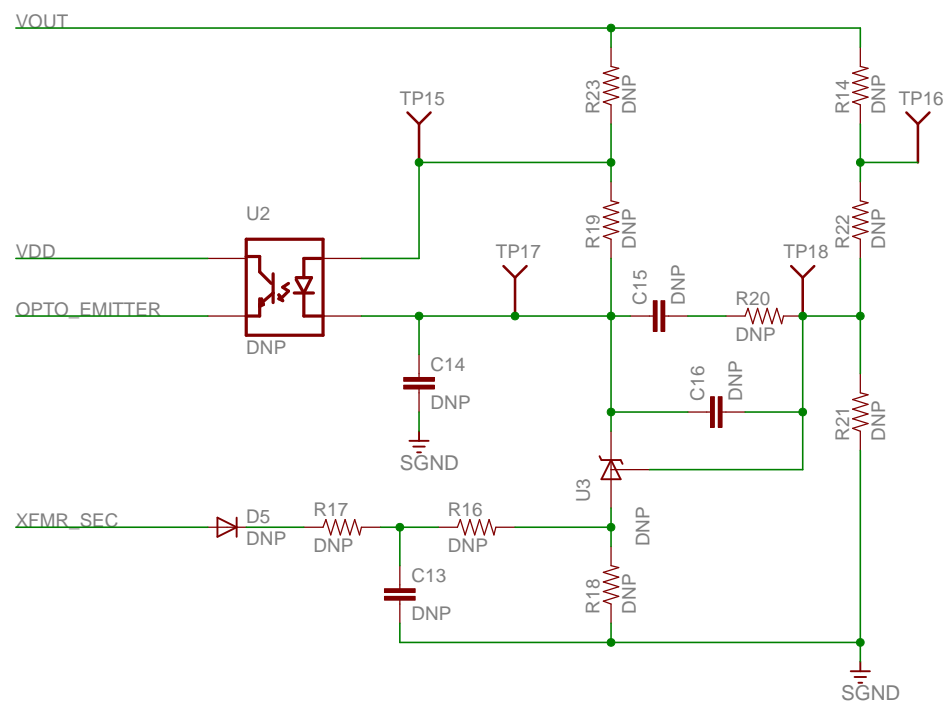 VOUT
R23
DNP
R14
DNP
TP15
TP16
U2
R19
DNP
R22
DNP
VDD
TP17
TP18
C15
DNP
R20
DNP
OPTO_EMITTER
DNP
C14
DNP
C16
DNP
R21
DNP
SGND
U3
DNP
XFMR_SEC
D5
DNP
R17
DNP
R16
DNP
C13
DNP
R18
DNP
SGND